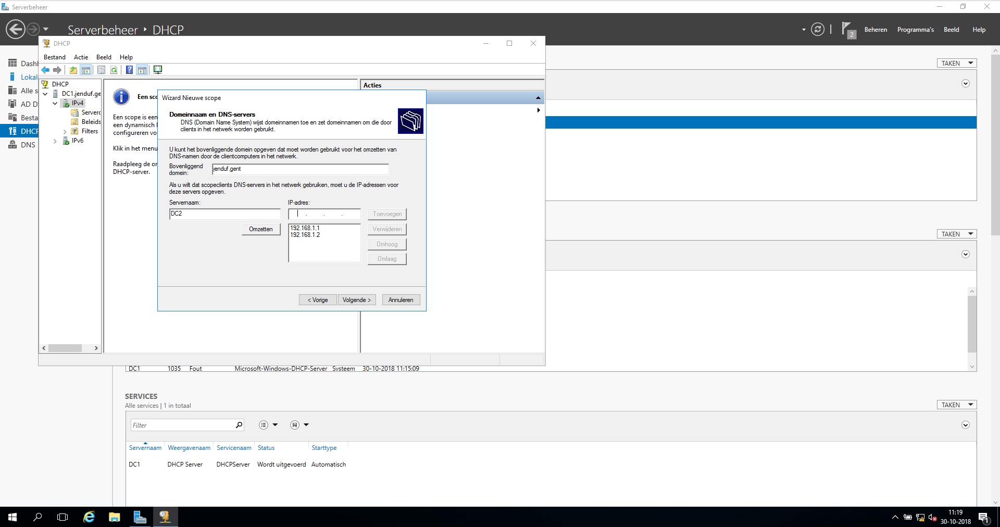 Serverbeheer
Serverbeheer ‣ DHCP
2
Beheren
Programma's
Beeld
Help
Lokal
Alle s
AD D
Besta
DHCP
DNS
DHCP
Bestand
Actie
Beeld
Help
DHCP
DC1.jenduf.ge
IPv4
Serverc
Beleids
Filters
IPv6
Een sco
Een scope is een
een dynamisch
configureren vo
Klik in het menu
Raadpleeg de or
DHCP-server.
Acties
Wizard Nieuwe scope
Domeinnaam en DNS-servers
DNS (Domain Name System) wijst domeinnamen toe en zet domeinnamen om die door
clients in het netwerk worden gebruikt.
U kunt het bovenliggende domein opgeven dat moet worden gebruikt voor het omzetten van
DNS-namen door de clientcomputers in het netwerk.
Bovenliggend
domein:
jenduf.gent
Als u wilt dat scopeclients DNS-servers in het netwerk gebruiken, moet u de IP-adressen voor
deze servers opgeven.
Servernaam:
IP-adres:
DC2
. . .
Toevoegen
Omzetten
192.168.1.1
192.168.1.2
Verwijderen
Omhoog
Omlaag
< Vorige
Volgende >
Annuleren
TAKEN
TAKEN
DC1 1035 Fout Microsoft-Windows-DHCP-Server Systeem 30-10-2018 11:15:09
SERVICES
Alle services | 1 in totaal
TAKEN
Filter
Servernaam Weergavenaam Servicenaam Status Starttype
DC1 DHCP Server DHCPServer Wordt uitgevoerd Automatisch
11:19
30-10-2018
1